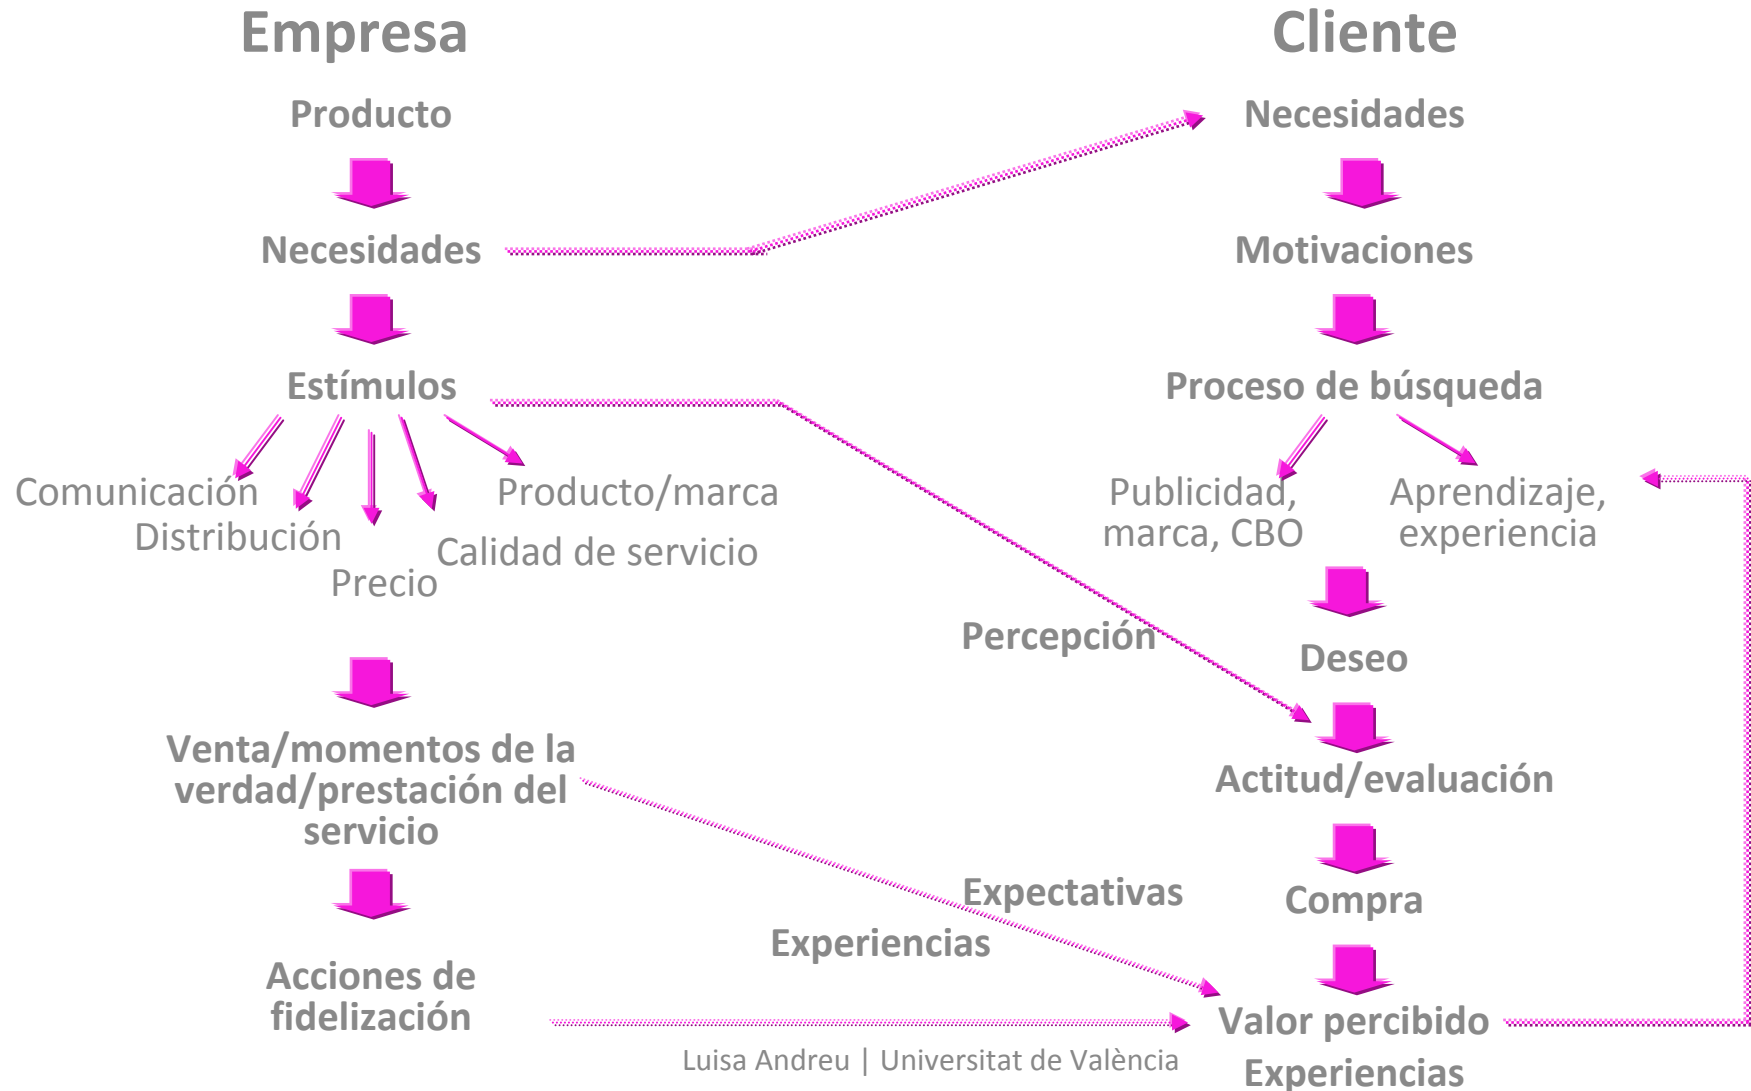 Empresa
Cliente
Producto
Necesidades
Necesidades
Motivaciones
Estímulos
Proceso de búsqueda
Comunicación
Producto/marca
Distribución
Calidad de servicio
Precio
Publicidad,
marca, CBO
Aprendizaje,
experiencia
Percepción
Deseo
Venta/momentos de la
verdad/prestación del
servicio
Actitud/evaluación
Expectativas
Compra
Experiencias
Acciones de
fidelización
Valor percibido
Experiencias
Luisa Andreu | Universitat de València